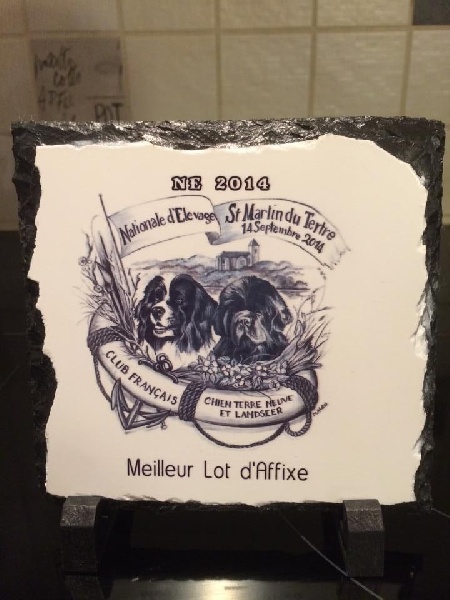 NE 2014
Nationale d'Elevage St Martin du Tertre
14 Septembre 2014
CLUB FRANÇAIS
CHIEN TERRE NEUVE
ET LANDSEER
Meilleur Lot d'Affixe
POT